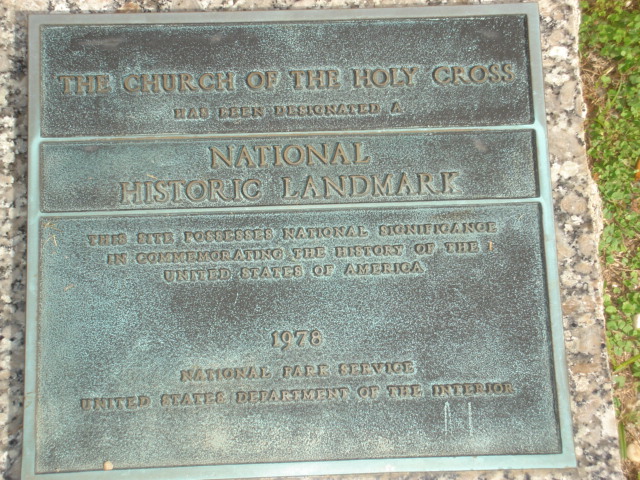 THE CHURCH OF THE HOLY CROSS
HAS BEEN DESIGNATED A
NATIONAL
HISTORIC LANDMARK
THIS SITE POSSESSES NATIONAL SIGNIFICANCE
IN COMMEMORATING THE HISTORY OF THE
UNITED STATES OF AMERICA
1978
NATIONAL PARK SERVICE
UNITED STATES DEPARTMENT OF THE INTERIOR